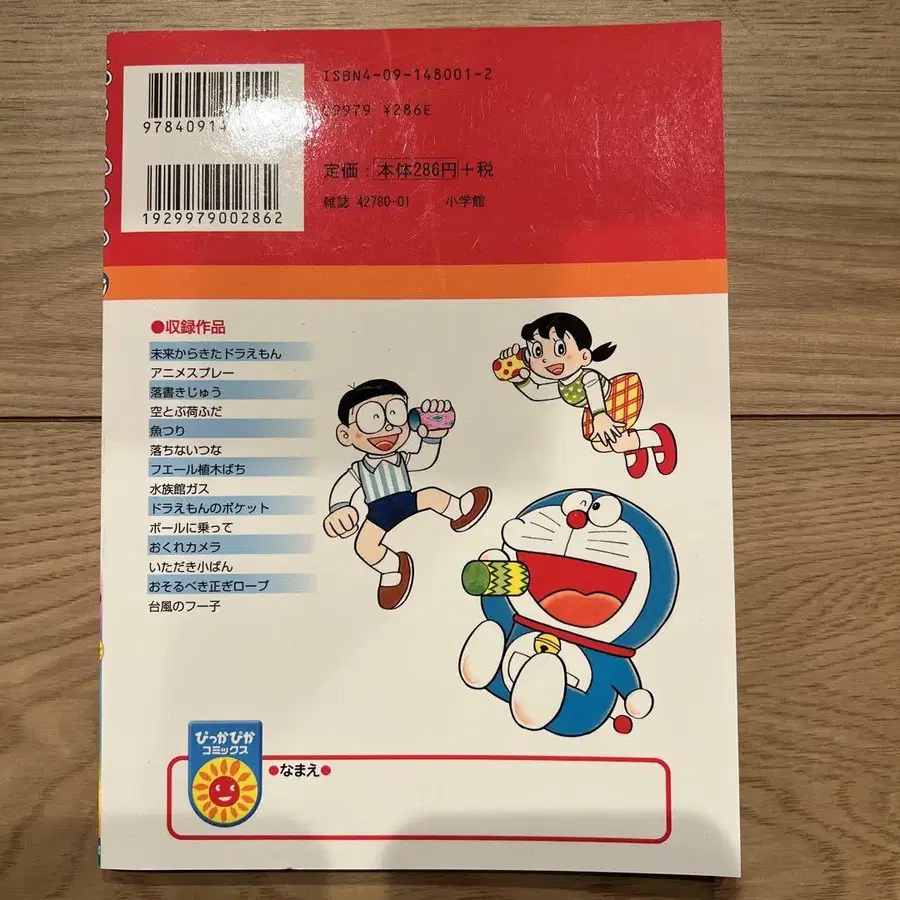 ISBN4-09-148001-2
9784091
9979 ¥286E
定価：本体286円＋税
1929979002862
雑誌 42780-01 小学館
●収録作品
未来からきたドラえもん
アニメスプレー
落書きじゅう
空とぶ荷ふだ
魚つり
落ちないいつな
フエール植木ばち
水族館ガス
ドラえもんのポケット
ボールに乗って
おくれカメラ
いただき小ばん
おそるべき正ぎロープ
台風のフー子
ぴっかぴか
コミックス
●なまえ●